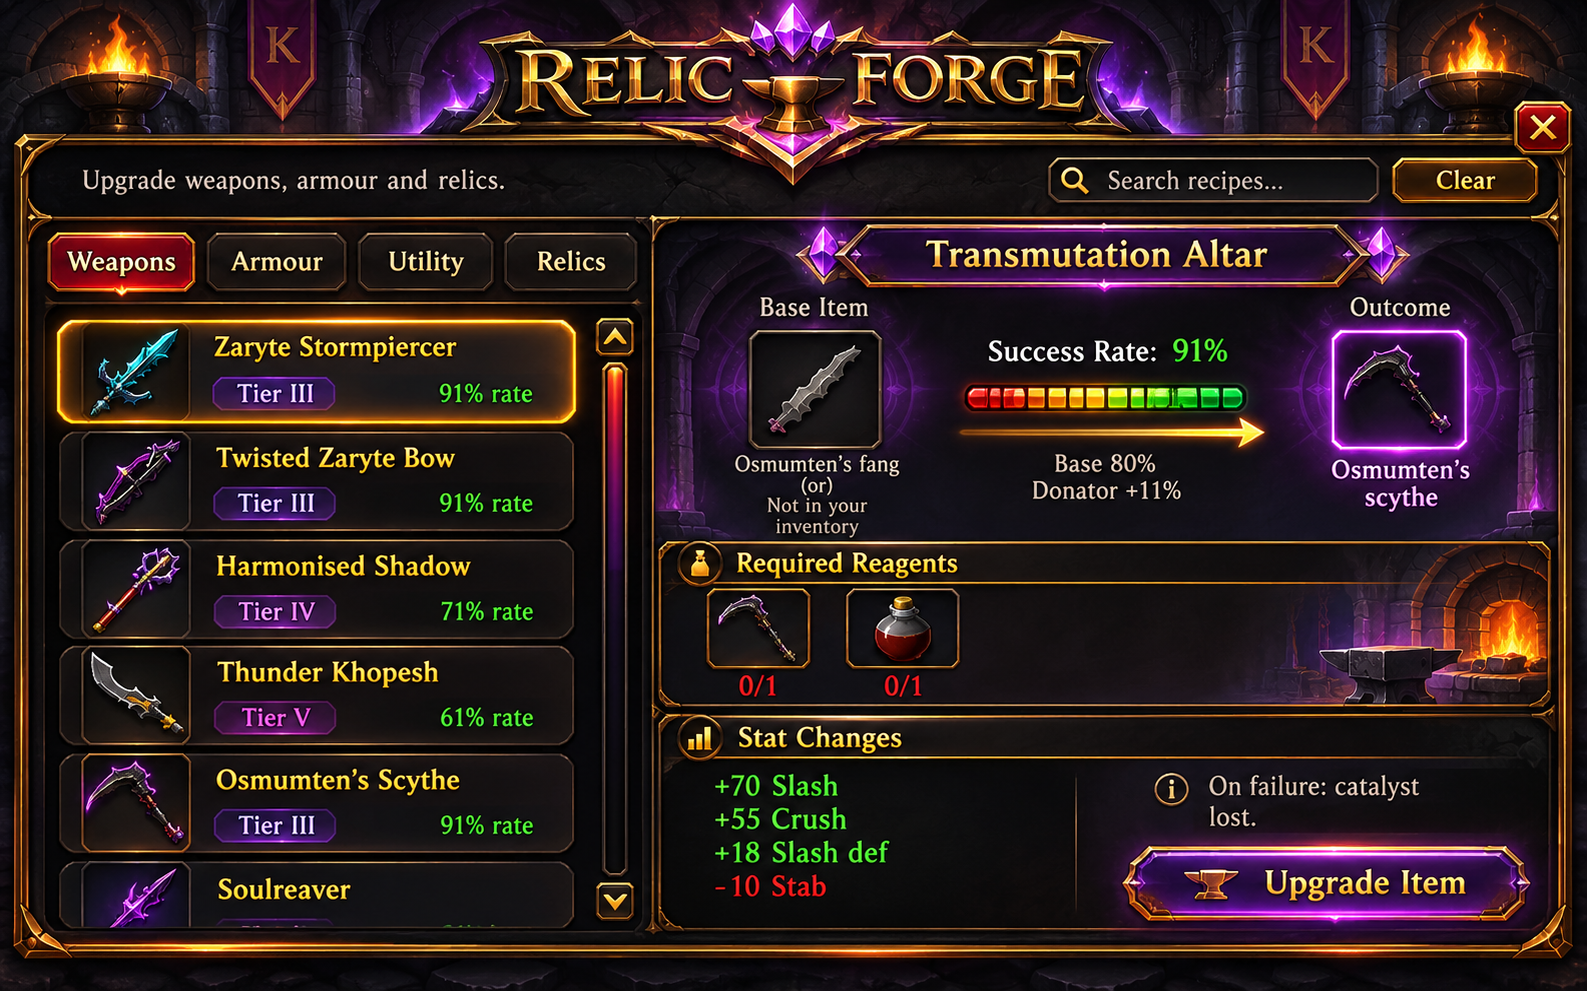 K
K
RELIC FORGE
Upgrade weapons, armour and relics.
Search recipes...
Clear
Weapons
Armour
Utility
Relics
Zaryte Stormpiercer
Tier III
91% rate
Twisted Zaryte Bow
Tier III
91% rate
Harmonised Shadow
Tier IV
71% rate
Thunder Khopesh
Tier V
61% rate
Osmumten's Scythe
Tier III
91% rate
Soulreaver
Transmutation Altar
Base Item
Osmumten's fang
(or)
Not in your
inventory
Success Rate: 91%
Base 80%
Donator +11%
Outcome
Osmumten's
scythe
Required Reagents
0/1
0/1
Stat Changes
+70 Slash
+55 Crush
+18 Slash def
-10 Stab
On failure: catalyst
lost.
Upgrade Item